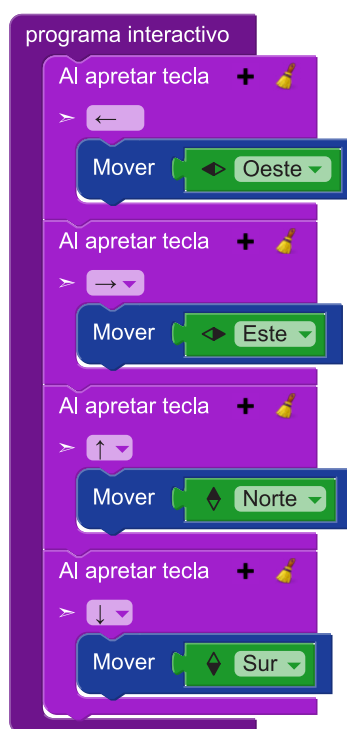 programa interactivo
Al apretar tecla +
➣ ←
Mover Oeste
Al apretar tecla +
➣ →
Mover Este
Al apretar tecla +
➣ ↑
Mover Norte
Al apretar tecla +
➣ ↓
Mover Sur